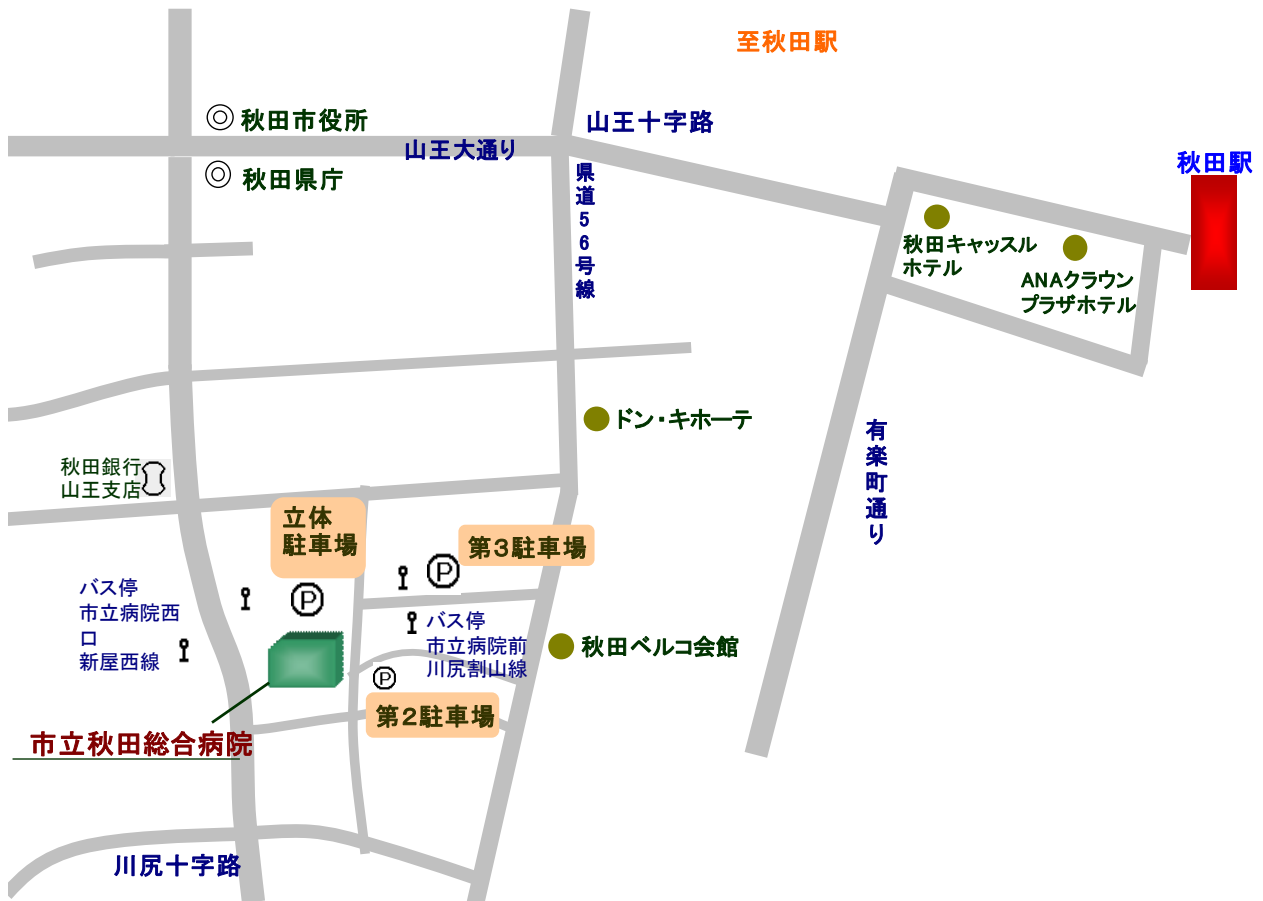 至秋田駅
秋田市役所
山王十字路
山王大通り
秋田駅
秋田県庁
県道56号線
秋田キャッスル
ホテル
ANAクラウン
プラザホテル
ドン・キホーテ
有楽町通り
秋田銀行
山王支店
立体
駐車場
第3駐車場
P
P
バス停
市立病院西
口
新屋西線
バス停
市立病院前
川尻割山線
秋田ベルコ会館
P
第2駐車場
市立秋田総合病院
川尻十字路